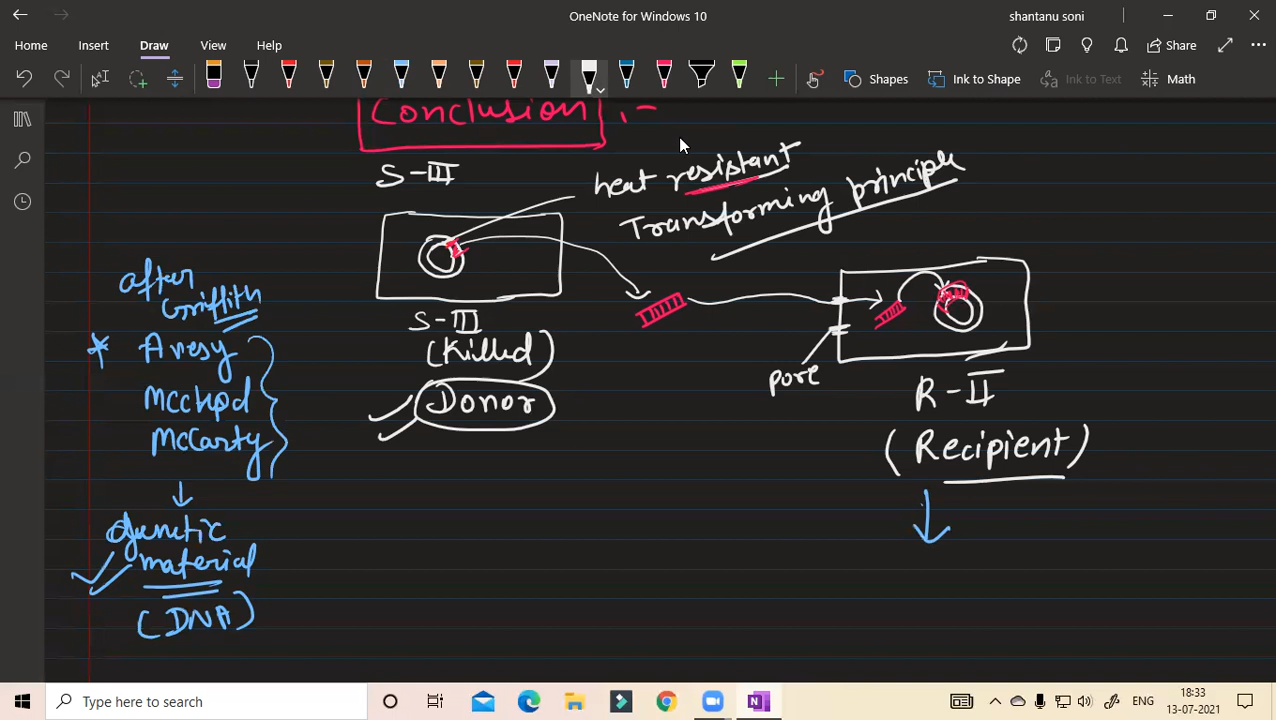 OneNote for Windows 10
shantanu soni
Home
Insert
Draw
View
Help
Share
Shapes
Ink to Shape
Ink to Text
Math
Conclusion :-
S-III
heat resistant
Transforming principle
S-III
(Killed)
Donor
pore
R-II
(Recipient)
after
Griffith
* Avery
McCarty
genetic
material
(DNA)
Type here to search
ENG
18:33
13-07-2021